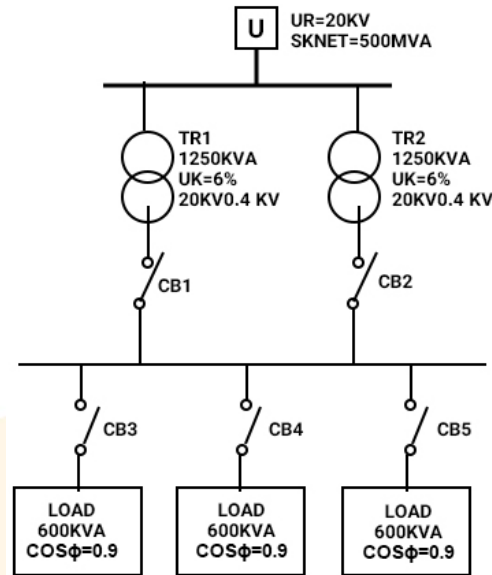 U
UR=20KV
SKNET=500MVA
TR1
1250KVA
UK=6%
20KV0.4 KV
TR2
1250KVA
UK=6%
20KV0.4 KV
CB1
CB2
CB3
CB4
CB5
LOAD
600KVA
COSϕ=0.9
LOAD
600KVA
COSϕ=0.9
LOAD
600KVA
COSϕ=0.9